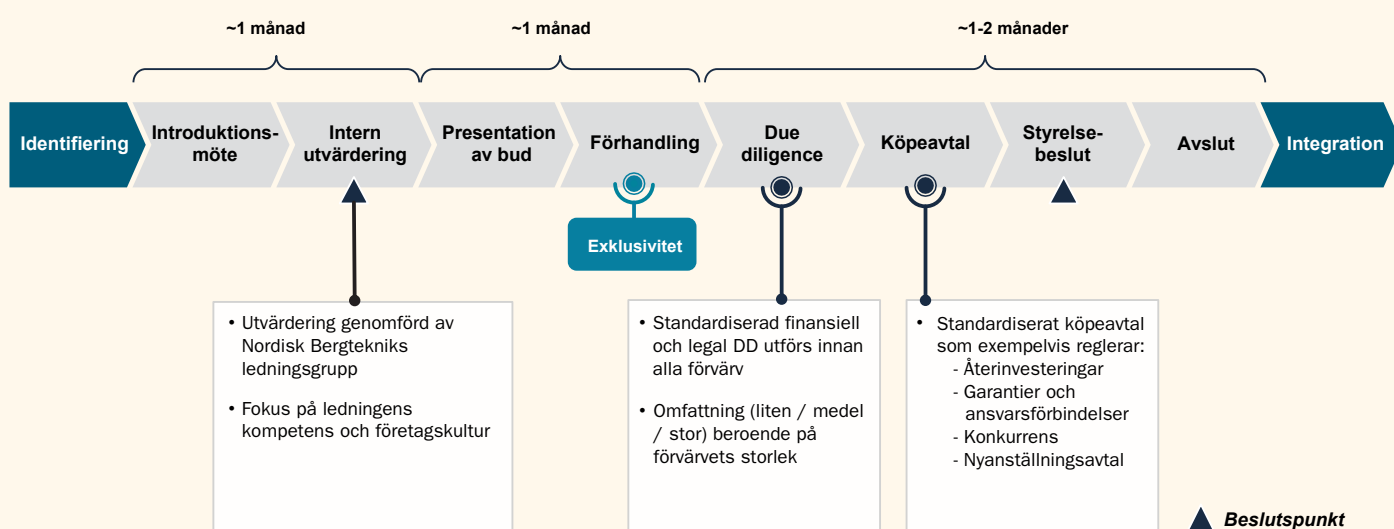 ~1 månad
~1 månad
~1-2 månader
Identifiering
Introduktions-
möte
Intern
utvärdering
Presentation
av bud
Förhandling
Due
diligence
Köpeavtal
Styrelse-
beslut
Avslut
Integration
Exklusivitet
• Utvärdering genomförd av
Nordisk Bergtekniks
ledningsgrupp
• Fokus på ledningens
kompetens och företagskultur
• Standardiserad finansiell
och legal DD utförs innan
alla förvärv
• Omfattning (liten / medel
/ stor) beroende på
förvärvets storlek
• Standardiserat köpeavtal
som exempelvis reglerar:
- Återinvesteringar
- Garantier och
ansvarsförbindelser
- Konkurrens
- Nyanställningsavtal
Beslutspunkt